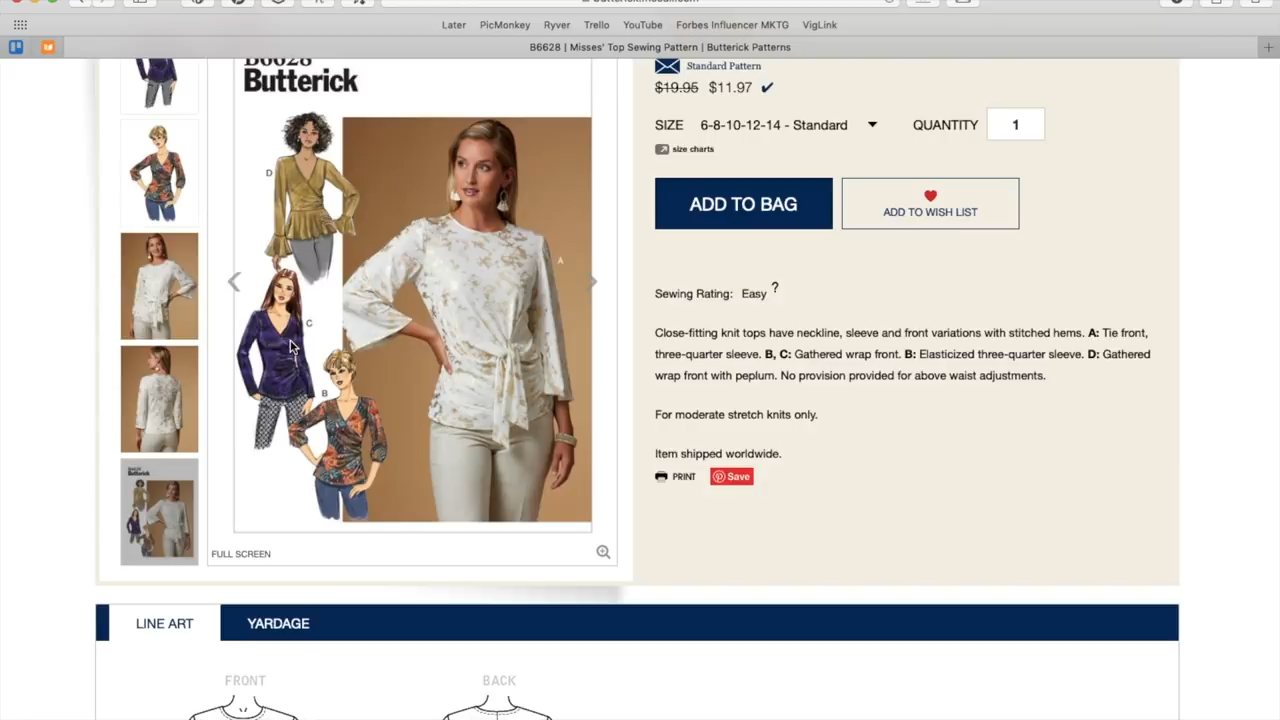 Later PicMonkey Ryver Trello YouTube Forbes Influencer MKTG VigLink
B6628 | Misses' Top Sewing Pattern | Butterick Patterns
B6628
Butterick
D
A
C
B
FULL SCREEN
Standard Pattern
$19.95 $11.97
SIZE 6-8-10-12-14 - Standard QUANTITY 1
size charts
ADD TO BAG
ADD TO WISH LIST
Sewing Rating: Easy ?
Close-fitting knit tops have neckline, sleeve and front variations with stitched hems. A: Tie front,
three-quarter sleeve. B, C: Gathered wrap front. B: Elasticized three-quarter sleeve. D: Gathered
wrap front with peplum. No provision provided for above waist adjustments.
For moderate stretch knits only.
Item shipped worldwide.
PRINT Save
LINE ART YARDAGE
FRONT BACK